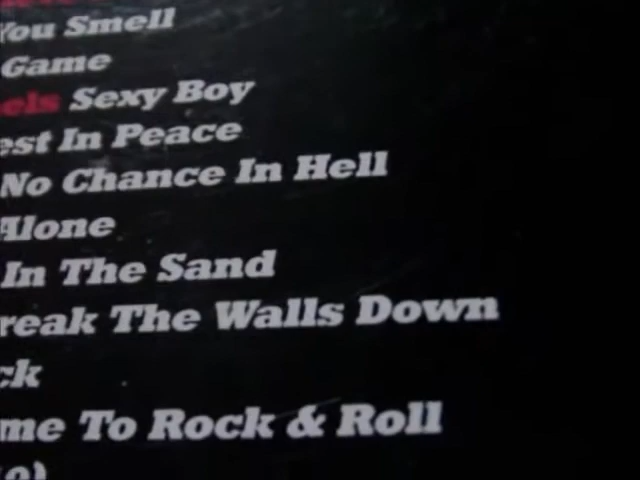 You Smell
Game
els Sexy Boy
est In Peace
No Chance In Hell
Alone
In The Sand
reak The Walls Down
ck
me To Rock & Roll